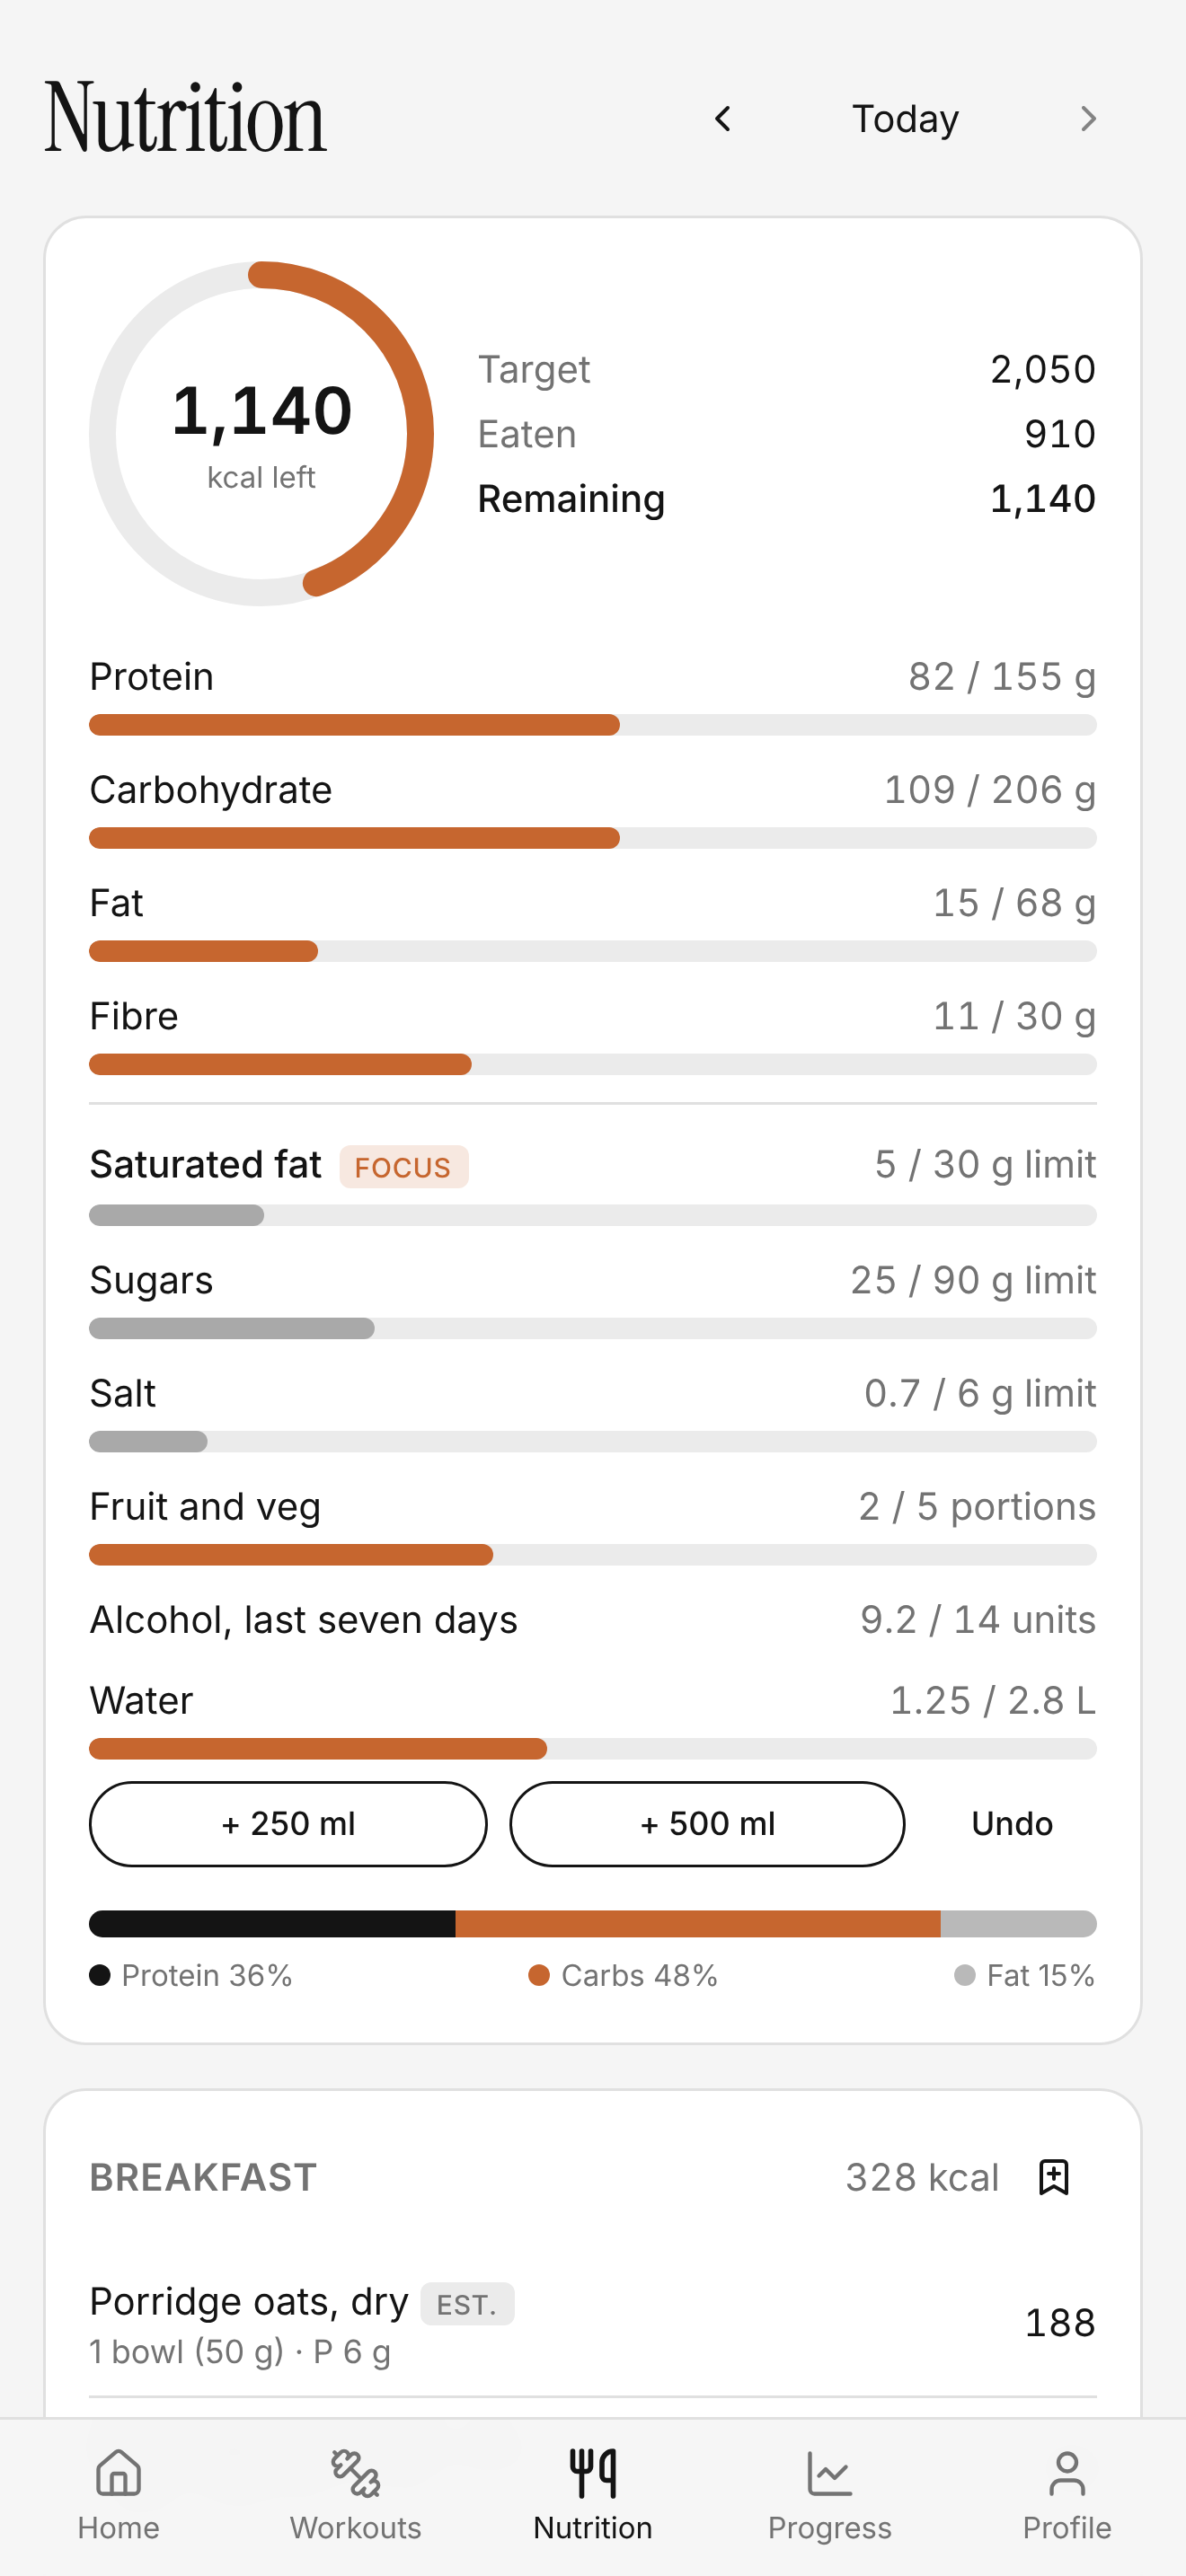 Nutrition
Today
1,140
kcal left
Target 2,050
Eaten 910
Remaining 1,140
Protein 82 / 155 g
Carbohydrate 109 / 206 g
Fat 15 / 68 g
Fibre 11 / 30 g
Saturated fat FOCUS 5 / 30 g limit
Sugars 25 / 90 g limit
Salt 0.7 / 6 g limit
Fruit and veg 2 / 5 portions
Alcohol, last seven days 9.2 / 14 units
Water 1.25 / 2.8 L
+ 250 ml + 500 ml Undo
Protein 36% Carbs 48% Fat 15%
BREAKFAST 328 kcal
Porridge oats, dry EST. 188
1 bowl (50 g) · P 6 g
Home Workouts Nutrition Progress Profile